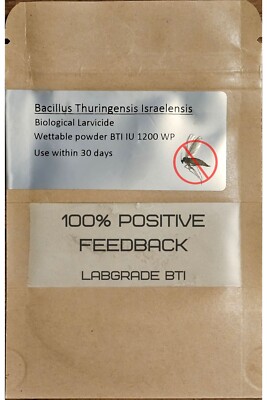 Bacillus Thuringensis Israelensis
Biological Larvicide
Wettable powder BTI IU 1200 WP
Use within 30 days
100% POSITIVE
FEEDBACK
LABGRADE BTI